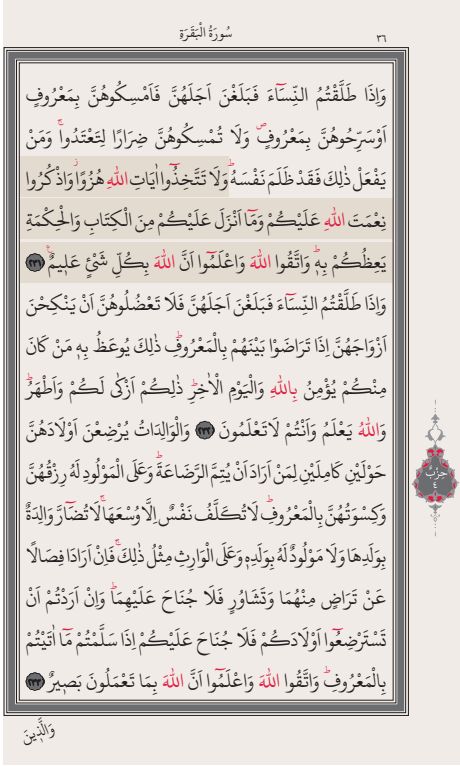 سُورَةُ الْبَقَرَةِ
٣٦
وَاِذَا طَلَّقْتُمُ النِّسَٓاءَ فَبَلَغْنَ اَجَلَهُنَّ فَاَمْسِكُوهُنَّ بِمَعْرُوفٍ
اَوْسَرِّحُوهُنَّ بِمَعْرُوفٍۖ وَلَا تُمْسِكُوهُنَّ ضِرَارًا لِتَعْتَدُواۚ وَمَنْ
يَفْعَلْ ذٰلِكَ فَقَدْ ظَلَمَ نَفْسَهُۜ وَلَا تَتَّخِذُٓوا اٰيَاتِ اللّٰهِ هُزُوًاۘ وَاذْكُرُوا
نِعْمَتَ اللّٰهِ عَلَيْكُمْ وَمَٓا اَنْزَلَ عَلَيْكُمْ مِنَ الْكِتَابِ وَالْحِكْمَةِ
يَعِظُكُمْ بِهٖۜ وَاتَّقُوا اللّٰهَ وَاعْلَمُٓوا اَنَّ اللّٰهَ بِكُلِّ شَيْءٍ عَلٖيمٌ۟ ﴿٢٣١﴾
وَاِذَا طَلَّقْتُمُ النِّسَٓاءَ فَبَلَغْنَ اَجَلَهُنَّ فَلَا تَعْضُلُوهُنَّ اَنْ يَنْكِحْنَ
اَزْوَاجَهُنَّ اِذَا تَرَاضَوْا بَيْنَهُمْ بِالْمَعْرُوفِۜ ذٰلِكَ يُوعَظُ بِهٖ مَنْ كَانَ
مِنْكُمْ يُؤْمِنُ بِاللّٰهِ وَالْيَوْمِ الْاٰخِرِۜ ذٰلِكُمْ اَزْكٰى لَكُمْ وَاَطْهَرُۜ
وَاللّٰهُ يَعْلَمُ وَاَنْتُمْ لَا تَعْلَمُونَ ﴿٢٣٢﴾ وَالْوَالِدَاتُ يُرْضِعْنَ اَوْلَادَهُنَّ
حَوْلَيْنِ كَامِلَيْنِ لِمَنْ اَرَادَ اَنْ يُتِمَّ الرَّضَاعَةَۜ وَعَلَى الْمَوْلُودِ لَهُ رِزْقُهُنَّ
وَكِسْوَتُهُنَّ بِالْمَعْرُوفِۜ لَا تُكَلَّفُ نَفْسٌ اِلَّا وُسْعَهَاۚ لَا تُضَٓارَّ وَالِدَةٌ
بِوَلَدِهَا وَلَا مَوْلُودٌ لَهُ بِوَلَدِهٖ وَعَلَى الْوَارِثِ مِثْلُ ذٰلِكَۚ فَاِنْ اَرَادَا فِصَالًا
عَنْ تَرَاضٍ مِنْهُمَا وَتَشَاوُرٍ فَلَا جُنَاحَ عَلَيْهِمَاۜ وَاِنْ اَرَدْتُمْ اَنْ
تَسْتَرْضِعُٓوا اَوْلَادَكُمْ فَلَا جُنَاحَ عَلَيْكُمْ اِذَا سَلَّمْتُمْ مَٓا اٰتَيْتُمْ
بِالْمَعْرُوفِۜ وَاتَّقُوا اللّٰهَ وَاعْلَمُٓوا اَنَّ اللّٰهَ بِمَا تَعْمَلُونَ بَصٖيرٌ ﴿٢٣٣﴾
حِزْبٌ
٤
وَالَّذٖينَ